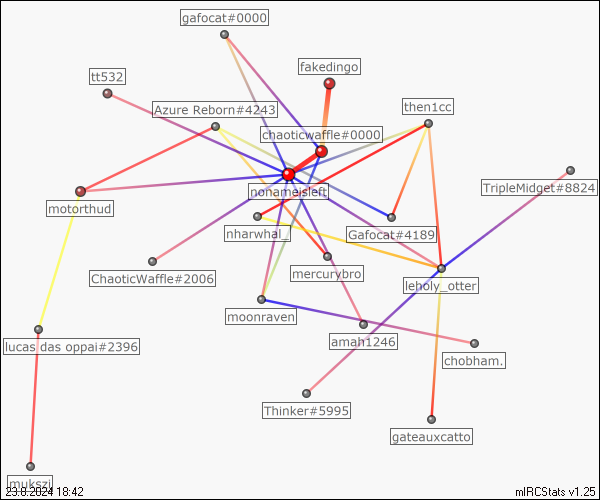 gafocat#0000
fakedingo
tt532
Azure Reborn#4243
then1cc
chaoticwaffle#0000
TripleMidget#8824
nonameisleft
motorthud
nharwhal_
Gafocat#4189
ChaoticWaffle#2006
mercurybro
leholy_otter
moonraven
amah1246
lucas das oppai#2396
chobham.
Thinker#5995
gateauxcatto
mukszi
23.8.2024 18:42
mIRCStats v1.25